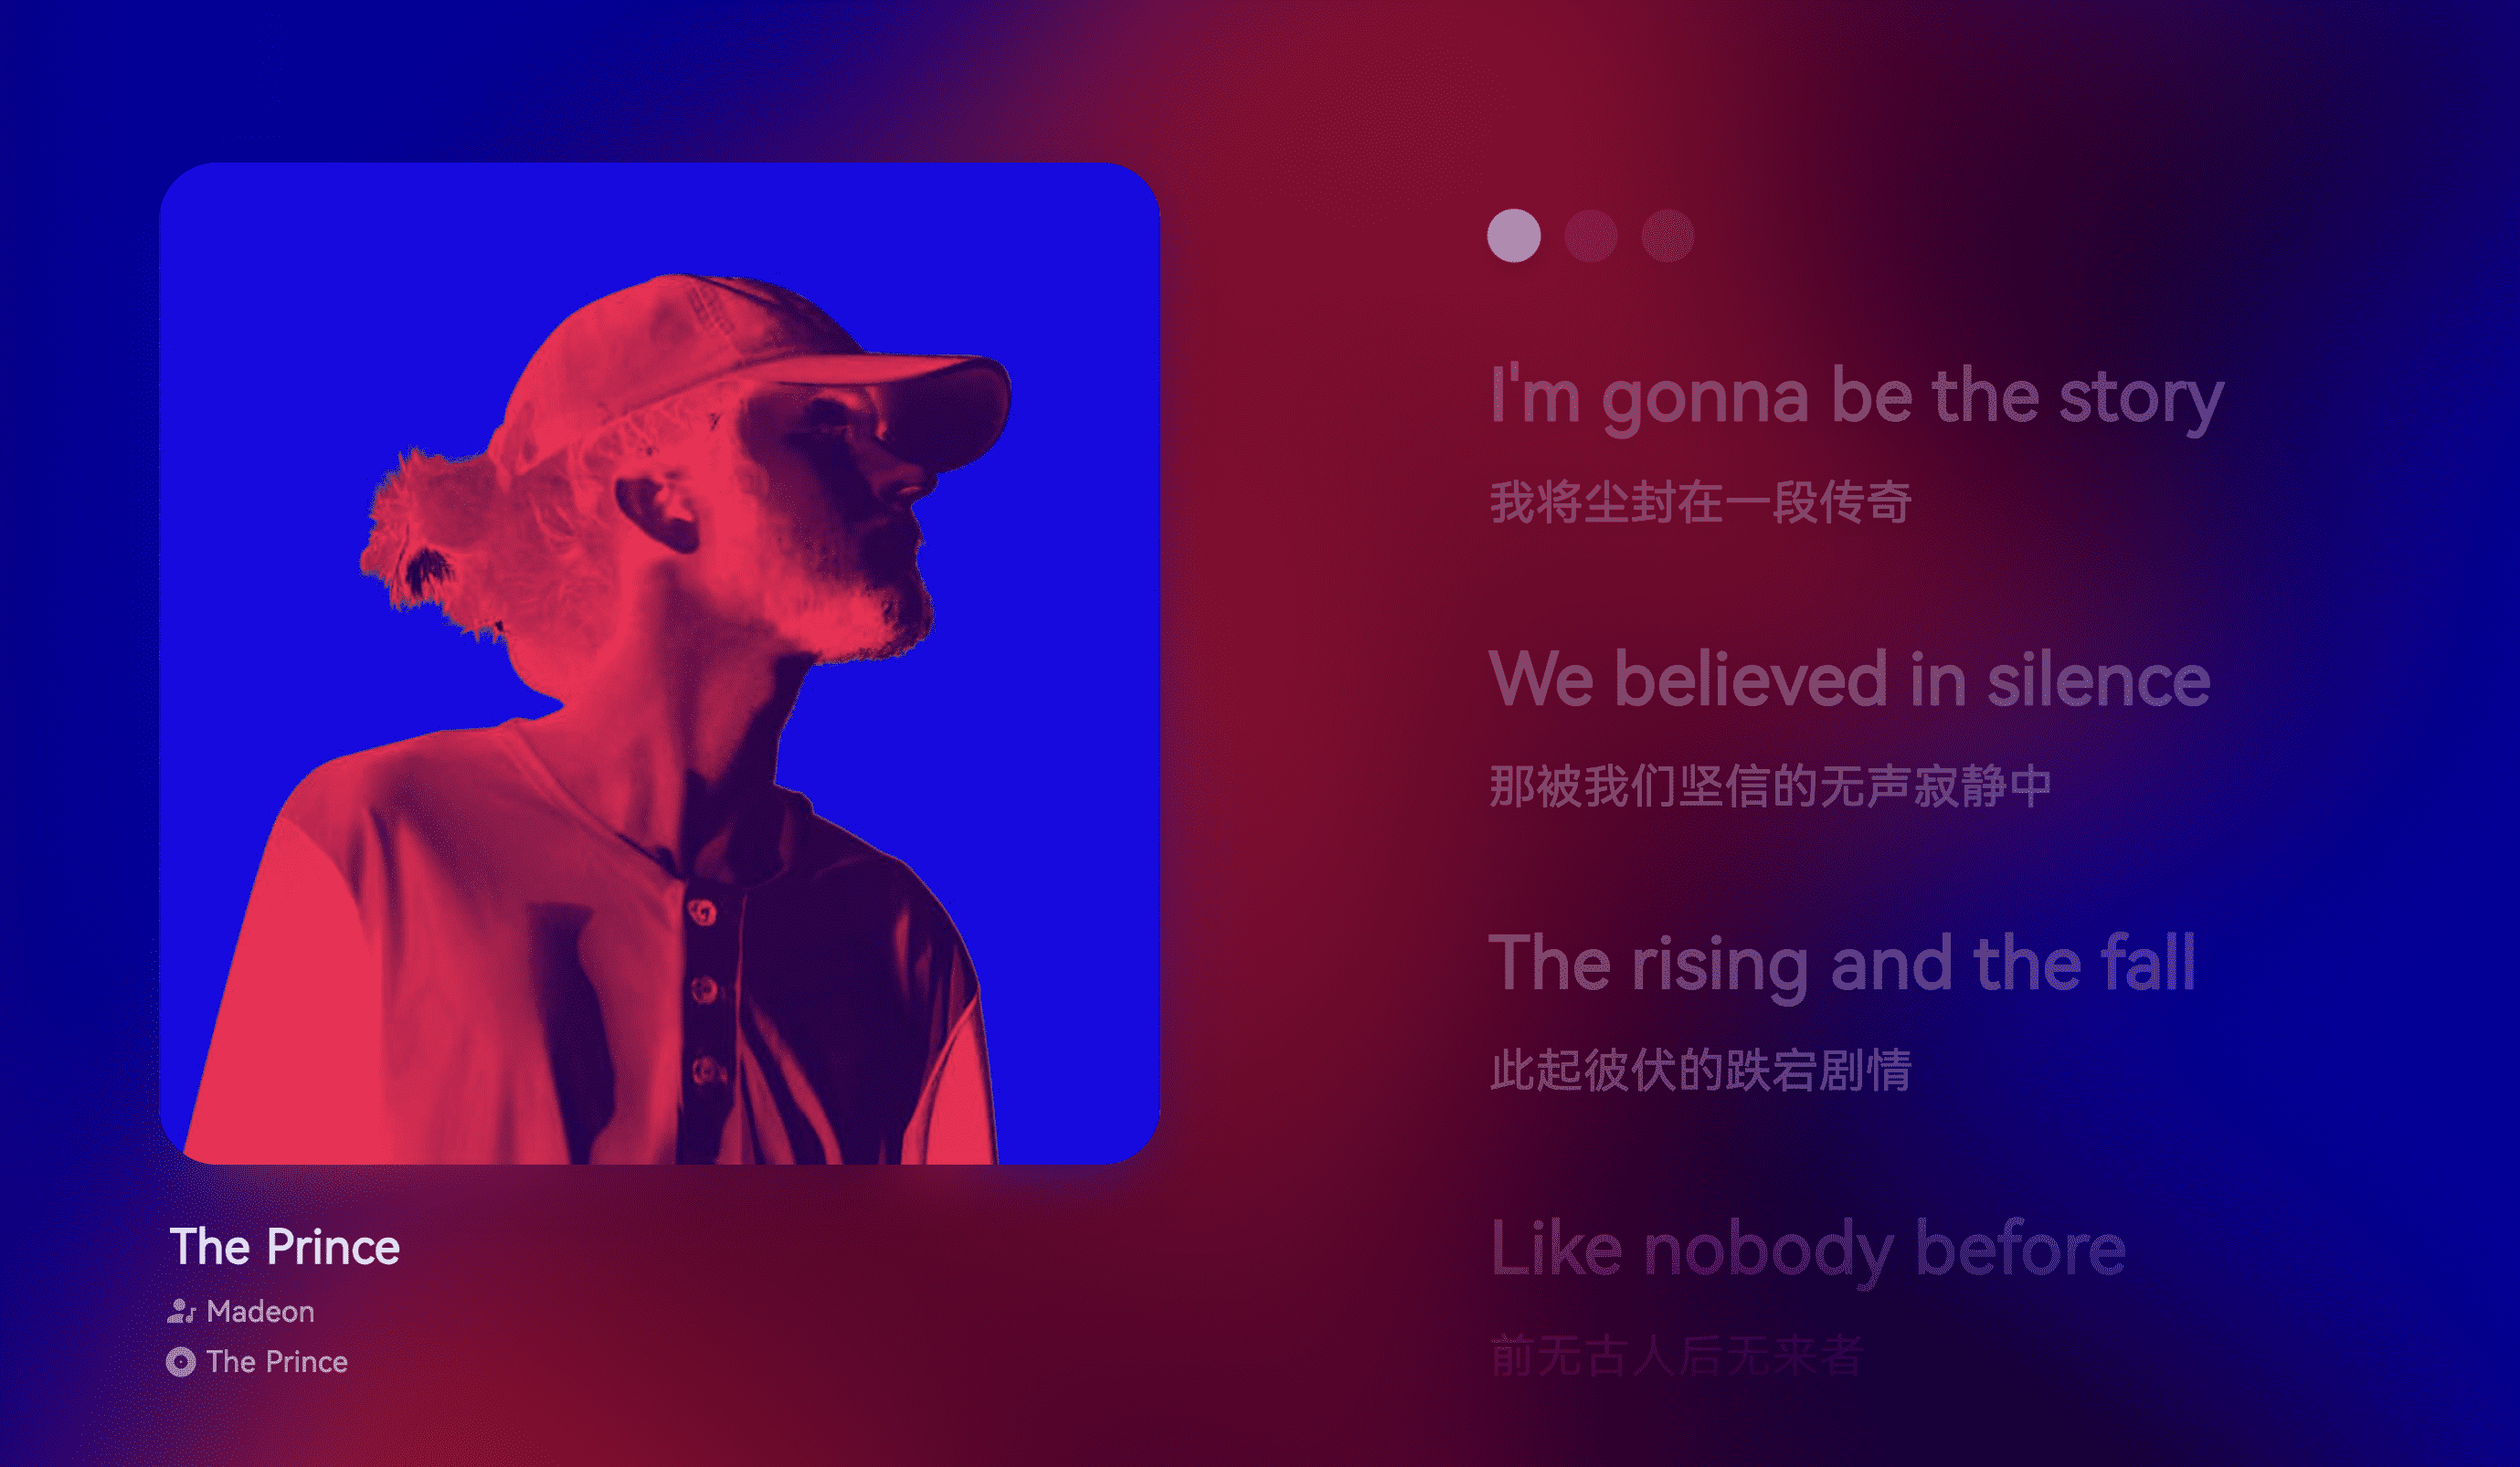 The Prince
Madeon
The Prince
I'm gonna be the story
我将尘封在一段传奇
We believed in silence
那被我们坚信的无声寂静中
The rising and the fall
此起彼伏的跌宕剧情
Like nobody before
前无古人后无来者